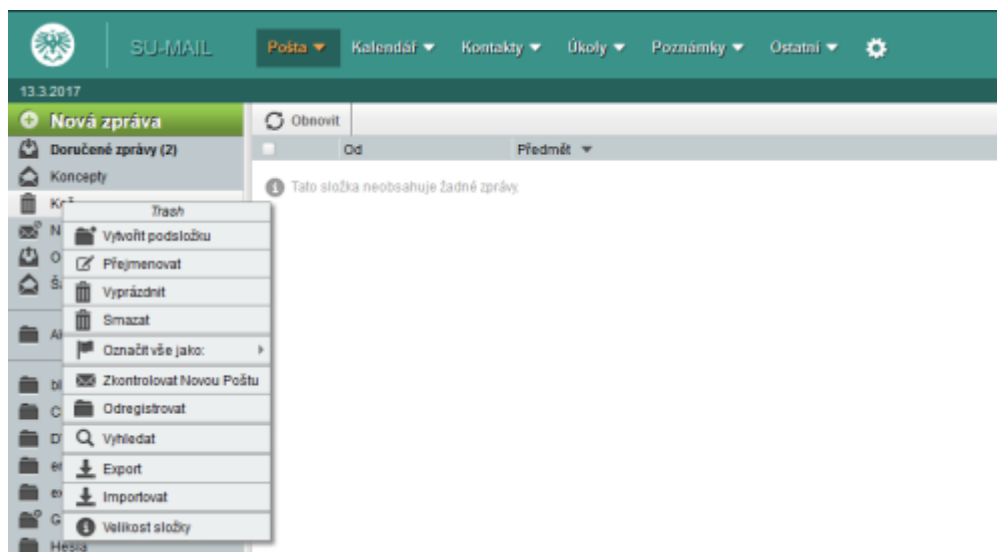 SU-MAIL
Pošta Kalendář Kontakty Úkoly Poznámky Ostatní
13.3.2017
Nová zpráva
Obnovit
Doručené zprávy (2)
Od Předmět
Koncepty
Tato složka neobsahuje žádné zprávy.
Trash
Vytvořit podsložku
Přejmenovat
Vyprázdnit
Smazat
Označit vše jako:
Zkontrolovat Novou Poštu
Odregistrovat
Vyhledat
Export
Importovat
Velikost složky
Hesla